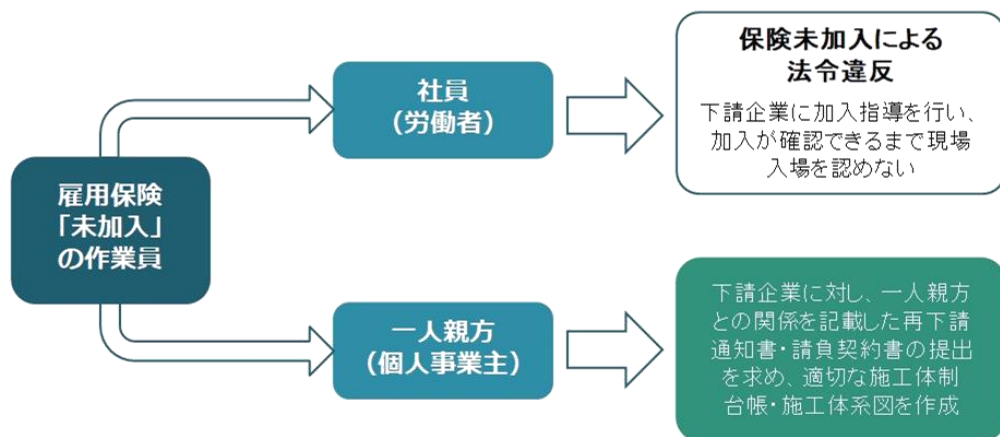 雇用保険
「未加入」
の作業員
社員
（労働者）
保険未加入による
法令違反
下請企業に加入指導を行い、
加入が確認できるまで現場
入場を認めない
一人親方
（個人事業主）
下請企業に対し、一人親方
との関係を記載した再下請
通知書・請負契約書の提出
を求め、適切な施工体制
台帳・施工体系図を作成